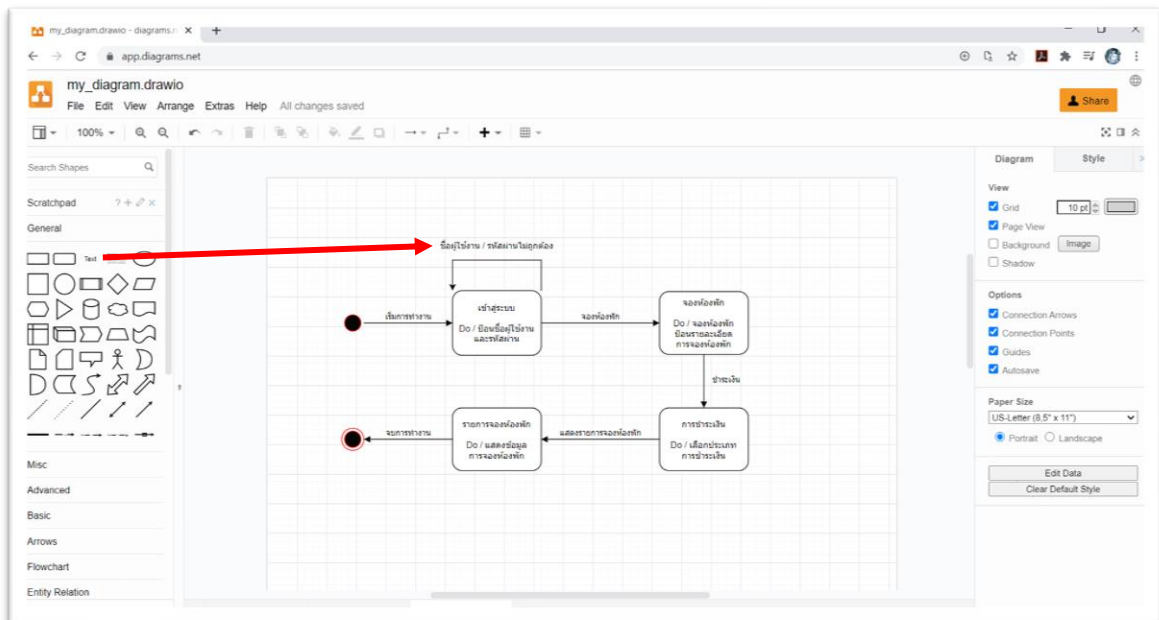 my_diagram.drawio - diagrams.n
app.diagrams.net
my_diagram.drawio
File Edit View Arrange Extras Help All changes saved
Share
100%
Search Shapes
Scratchpad
General
Text
Misc
Advanced
Basic
Arrows
Flowchart
Entity Relation
ชื่อผู้ใช้งาน / รหัสผ่านไม่ถูกต้อง
เริ่มการทำงาน
เข้าสู่ระบบ
Do / ป้อนชื่อผู้ใช้งาน
และรหัสผ่าน
จองห้องพัก
จองห้องพัก
Do / จองห้องพัก
ป้อนรายละเอียด
การจองห้องพัก
ชำระเงิน
จบการทำงาน
รายการจองห้องพัก
Do / แสดงข้อมูล
การจองห้องพัก
แสดงรายการจองห้องพัก
การชำระเงิน
Do / เลือกประเภท
การชำระเงิน
Diagram Style
View
Grid 10 pt
Page View
Background Image
Shadow
Options
Connection Arrows
Connection Points
Guides
Autosave
Paper Size
US-Letter (8,5" x 11")
Portrait Landscape
Edit Data
Clear Default Style